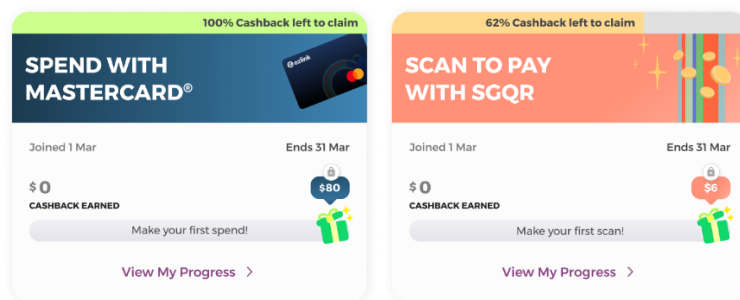 100% Cashback left to claim
SPEND WITH
MASTERCARD®
ezlink
Joined 1 Mar
Ends 31 Mar
$0
$80
CASHBACK EARNED
Make your first spend!
View My Progress >
62% Cashback left to claim
SCAN TO PAY
WITH SGQR
Joined 1 Mar
Ends 31 Mar
$0
$6
CASHBACK EARNED
Make your first scan!
View My Progress >